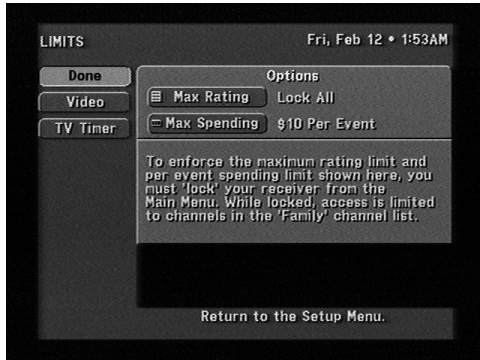 LIMITS
Fri, Feb 12 • 1:53AM
Done
Video
TV Timer
Options
Max Rating Lock All
Max Spending $10 Per Event
To enforce the maximum rating limit and
per event spending limit shown here, you
must 'lock' your receiver from the
Main Menu. While locked, access is limited
to channels in the 'Family' channel list.
Return to the Setup Menu.